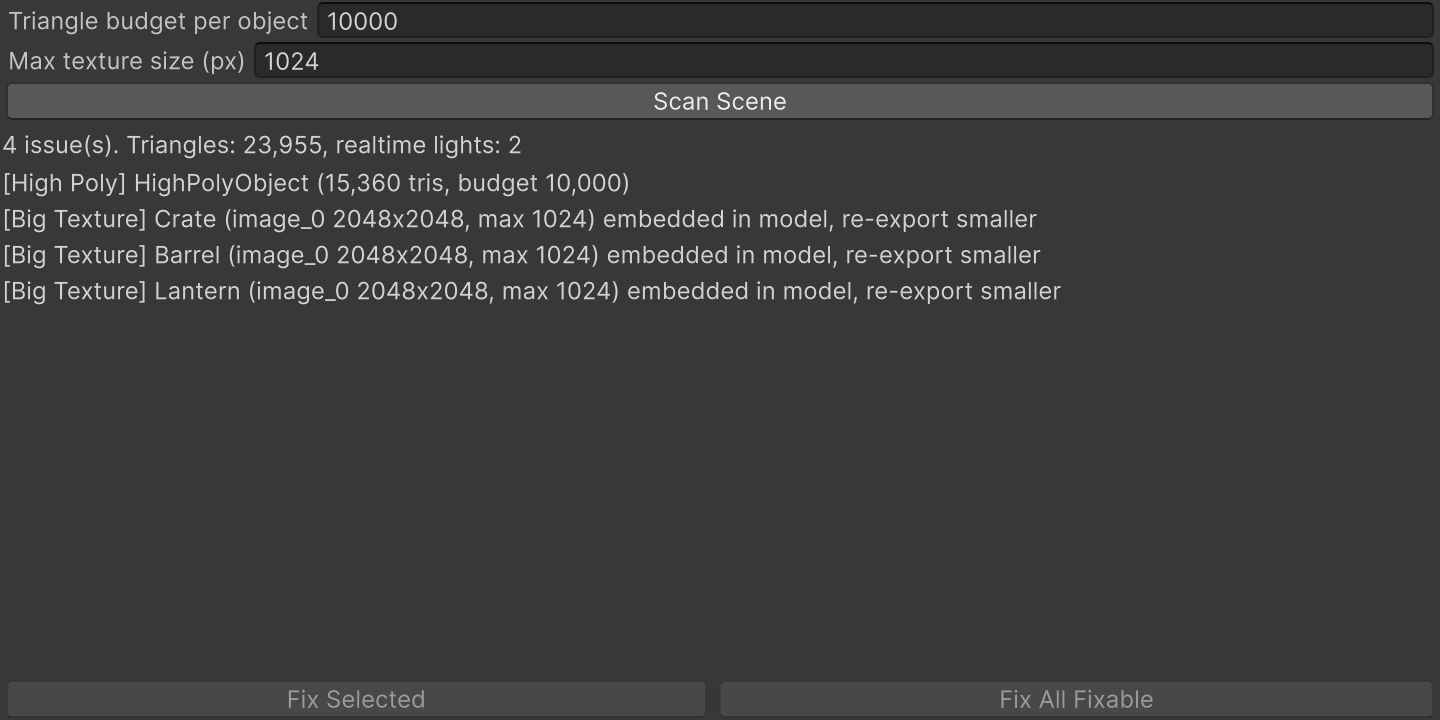 Triangle budget per object 10000
Max texture size (px) 1024
Scan Scene
4 issue(s). Triangles: 23,955, realtime lights: 2
[High Poly] HighPolyObject (15,360 tris, budget 10,000)
[Big Texture] Crate (image_0 2048x2048, max 1024) embedded in model, re-export smaller
[Big Texture] Barrel (image_0 2048x2048, max 1024) embedded in model, re-export smaller
[Big Texture] Lantern (image_0 2048x2048, max 1024) embedded in model, re-export smaller
Fix Selected Fix All Fixable